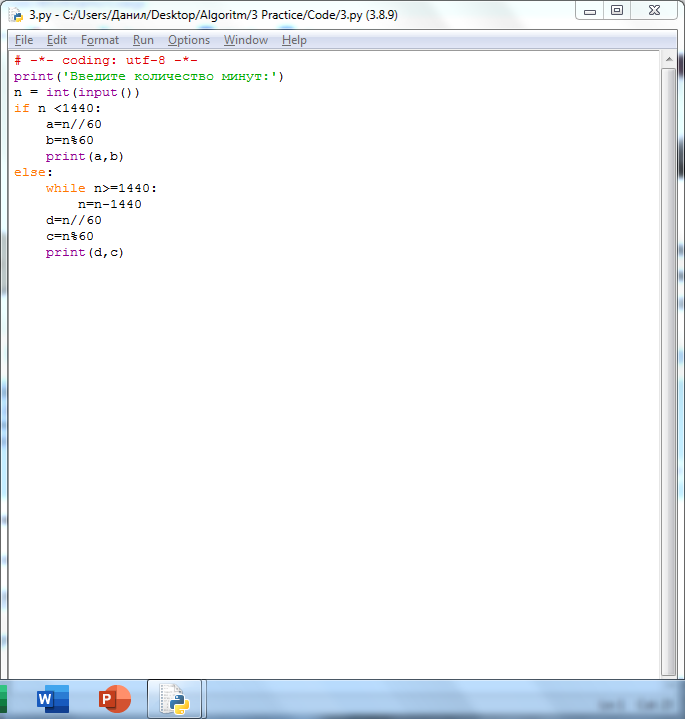 3.py - C:/Users/Данил/Desktop/Algoritm/3 Practice/Code/3.py (3.8.9)
File Edit Format Run Options Window Help
# -*- coding: utf-8 -*-
print('Введите количество минут:')
n = int(input())
if n <1440:
    a=n//60
    b=n%60
    print(a,b)
else:
    while n>=1440:
        n=n-1440
    d=n//60
    c=n%60
    print(d,c)
W P